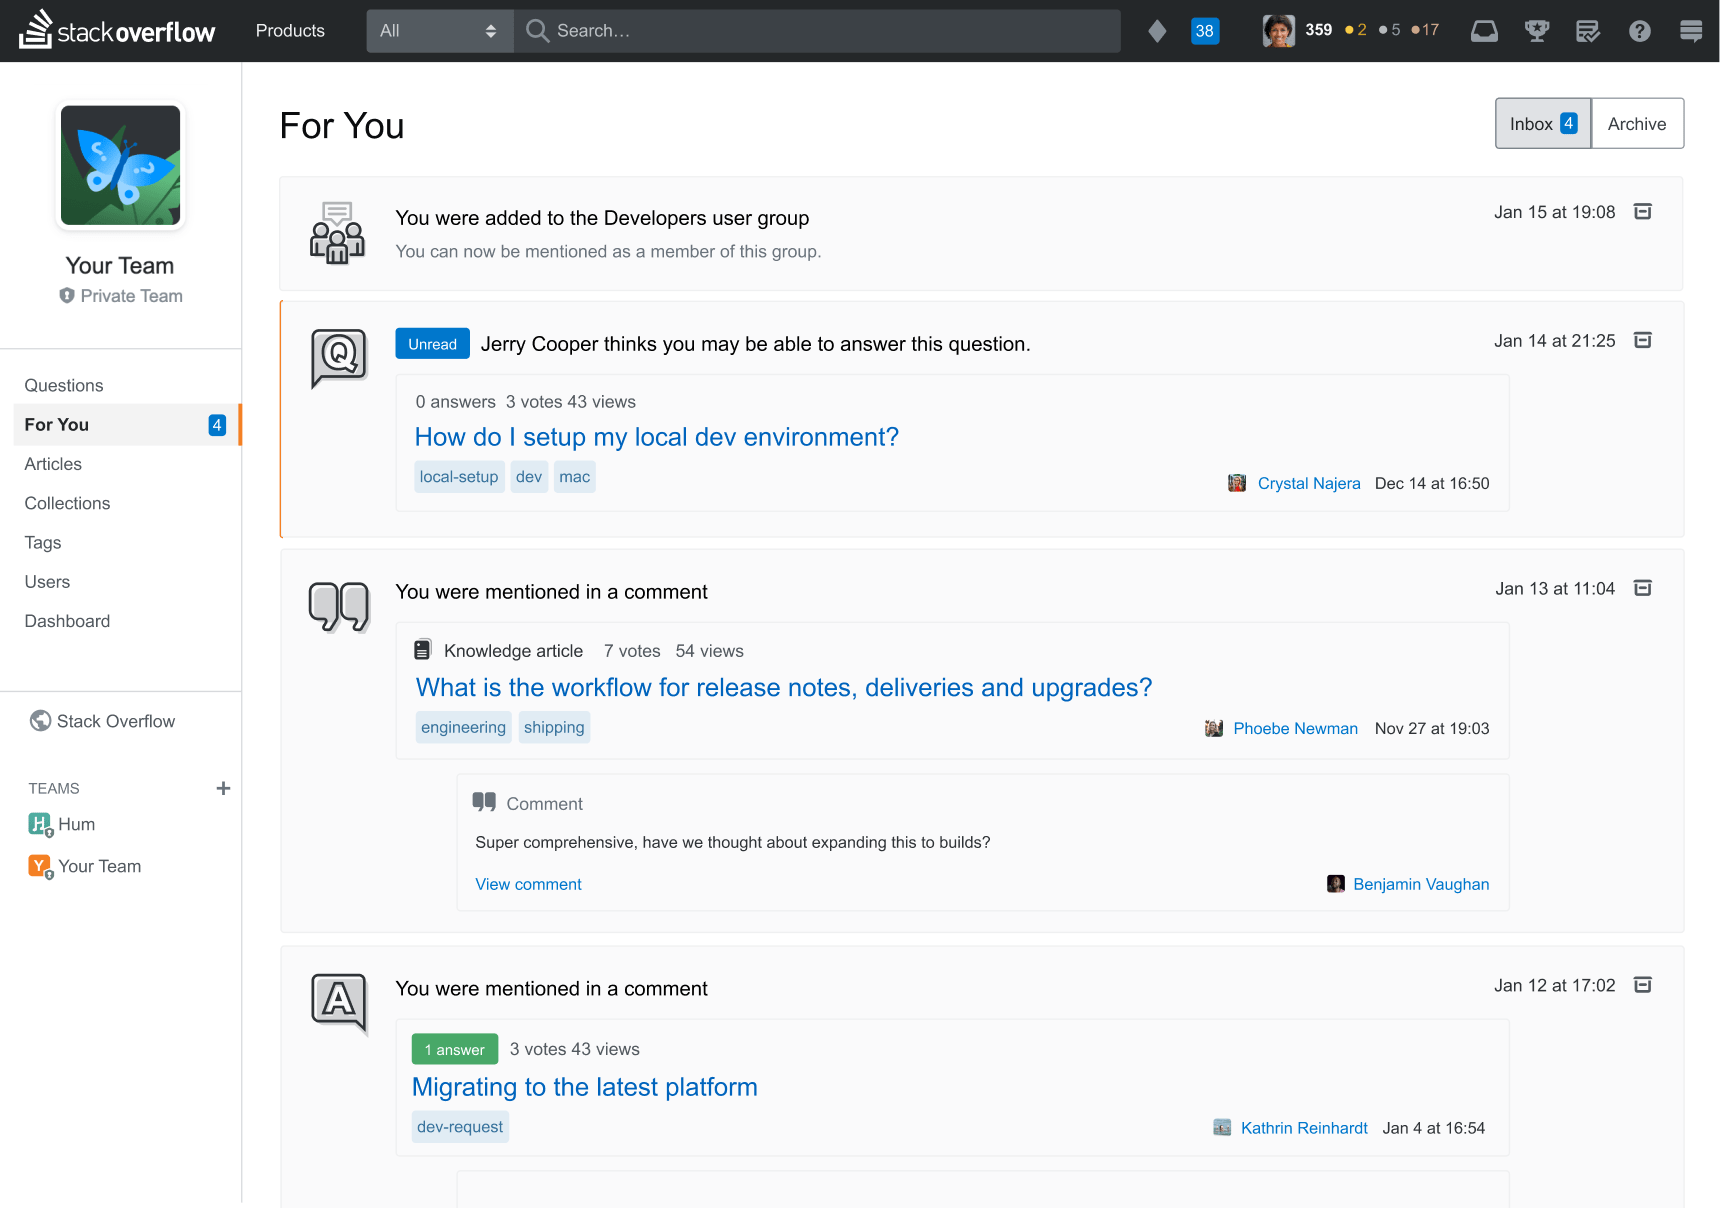 stackoverflow Products All Search... 38 359 2 5 17
Your Team
Private Team
Questions
For You 4
Articles
Collections
Tags
Users
Dashboard
Stack Overflow
TEAMS +
Hum
Y Your Team
For You
Inbox 4 Archive
You were added to the Developers user group Jan 15 at 19:08
You can now be mentioned as a member of this group.
Q Unread Jerry Cooper thinks you may be able to answer this question. Jan 14 at 21:25
0 answers 3 votes 43 views
How do I setup my local dev environment?
local-setup dev mac
Crystal Najera Dec 14 at 16:50
You were mentioned in a comment Jan 13 at 11:04
Knowledge article 7 votes 54 views
What is the workflow for release notes, deliveries and upgrades?
engineering shipping
Phoebe Newman Nov 27 at 19:03
Comment
Super comprehensive, have we thought about expanding this to builds?
View comment Benjamin Vaughan
A You were mentioned in a comment Jan 12 at 17:02
1 answer 3 votes 43 views
Migrating to the latest platform
dev-request
Kathrin Reinhardt Jan 4 at 16:54